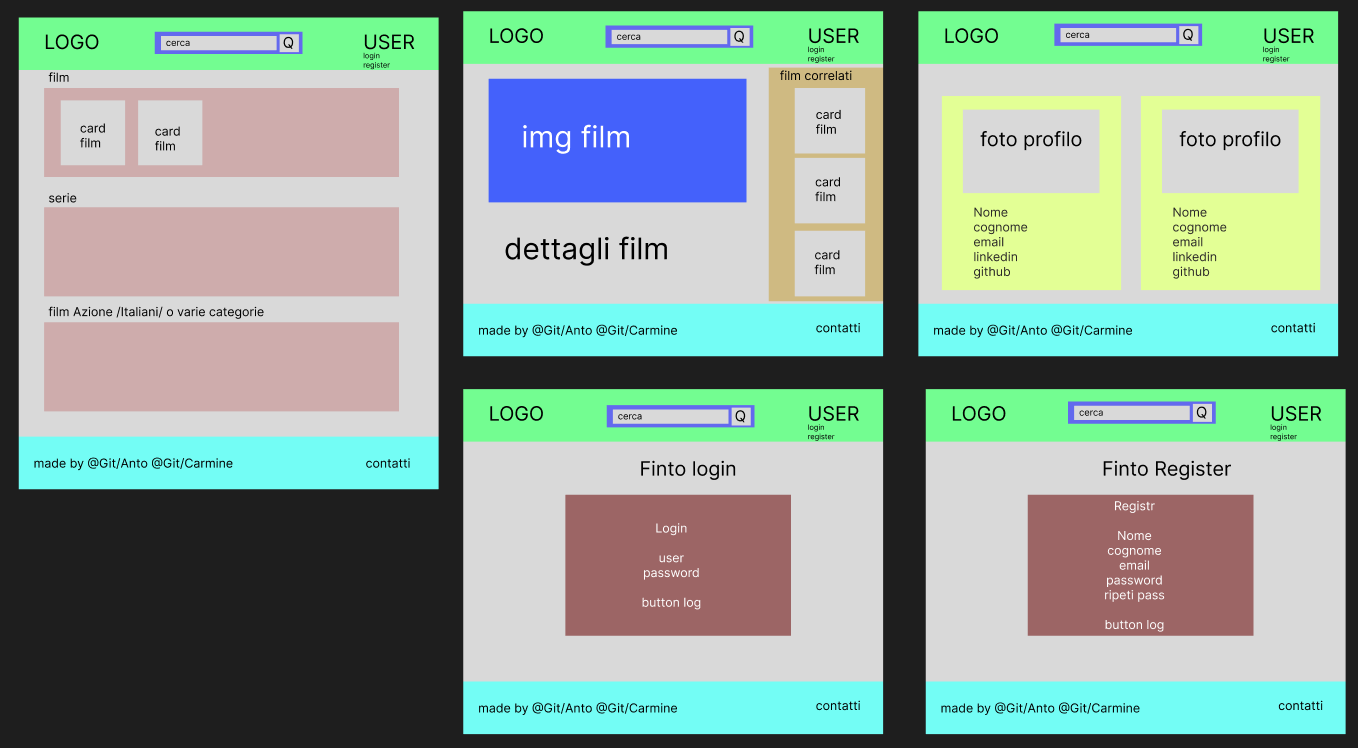 LOGO
cerca
Q
USER
login
register
film
card
film
card
film
serie
film Azione /Italiani/ o varie categorie
made by @Git/Anto @Git/Carmine
contatti
LOGO
cerca
Q
USER
login
register
img film
dettagli film
film correlati
card
film
card
film
card
film
made by @Git/Anto @Git/Carmine
contatti
LOGO
cerca
Q
USER
login
register
foto profilo
Nome
cognome
email
linkedin
github
foto profilo
Nome
cognome
email
linkedin
github
made by @Git/Anto @Git/Carmine
contatti
LOGO
cerca
Q
USER
login
register
Finto login
Login
user
password
button log
made by @Git/Anto @Git/Carmine
contatti
LOGO
cerca
Q
USER
login
register
Finto Register
Registr
Nome
cognome
email
password
ripeti pass
button log
made by @Git/Anto @Git/Carmine
contatti